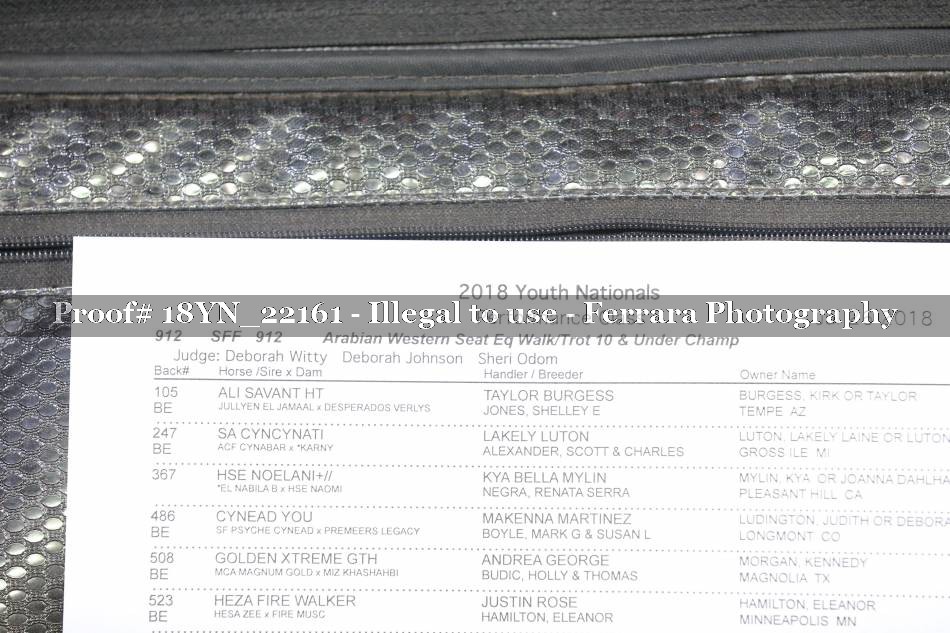 2018 Youth Nationals
Proof# 18YN_22161 - Illegal to use - Ferrara Photography
2018
912 SFF 912 Arabian Western Seat Eq Walk/Trot 10 & Under Champ
Judge: Deborah Witty Deborah Johnson Sheri Odom
Back# Horse /Sire x Dam Handler / Breeder Owner Name
105 ALI SAVANT HT TAYLOR BURGESS BURGESS, KIRK OR TAYLOR
BE JULLYEN EL JAMAAL x DESPERADOS VERLYS JONES, SHELLEY E TEMPE AZ
247 SA CYNCYNATI LAKELY LUTON LUTON, LAKELY LAINE OR LUTON
BE ACF CYNABAR x *KARNY ALEXANDER, SCOTT & CHARLES GROSS ILE MI
367 HSE NOELANI+// KYA BELLA MYLIN MYLIN, KYA OR JOANNA DAHLHA
*EL NABILA B x HSE NAOMI NEGRA, RENATA SERRA PLEASANT HILL CA
486 CYNEAD YOU MAKENNA MARTINEZ LUDINGTON, JUDITH OR DEBORA
BE SF PSYCHE CYNEAD x PREMEERS LEGACY BOYLE, MARK G & SUSAN L LONGMONT CO
508 GOLDEN XTREME GTH ANDREA GEORGE MORGAN, KENNEDY
BE MCA MAGNUM GOLD x MIZ KHASHAHBI BUDIC, HOLLY & THOMAS MAGNOLIA TX
523 HEZA FIRE WALKER JUSTIN ROSE HAMILTON, ELEANOR
BE HESA ZEE x FIRE MUSC HAMILTON, ELEANOR MINNEAPOLIS MN